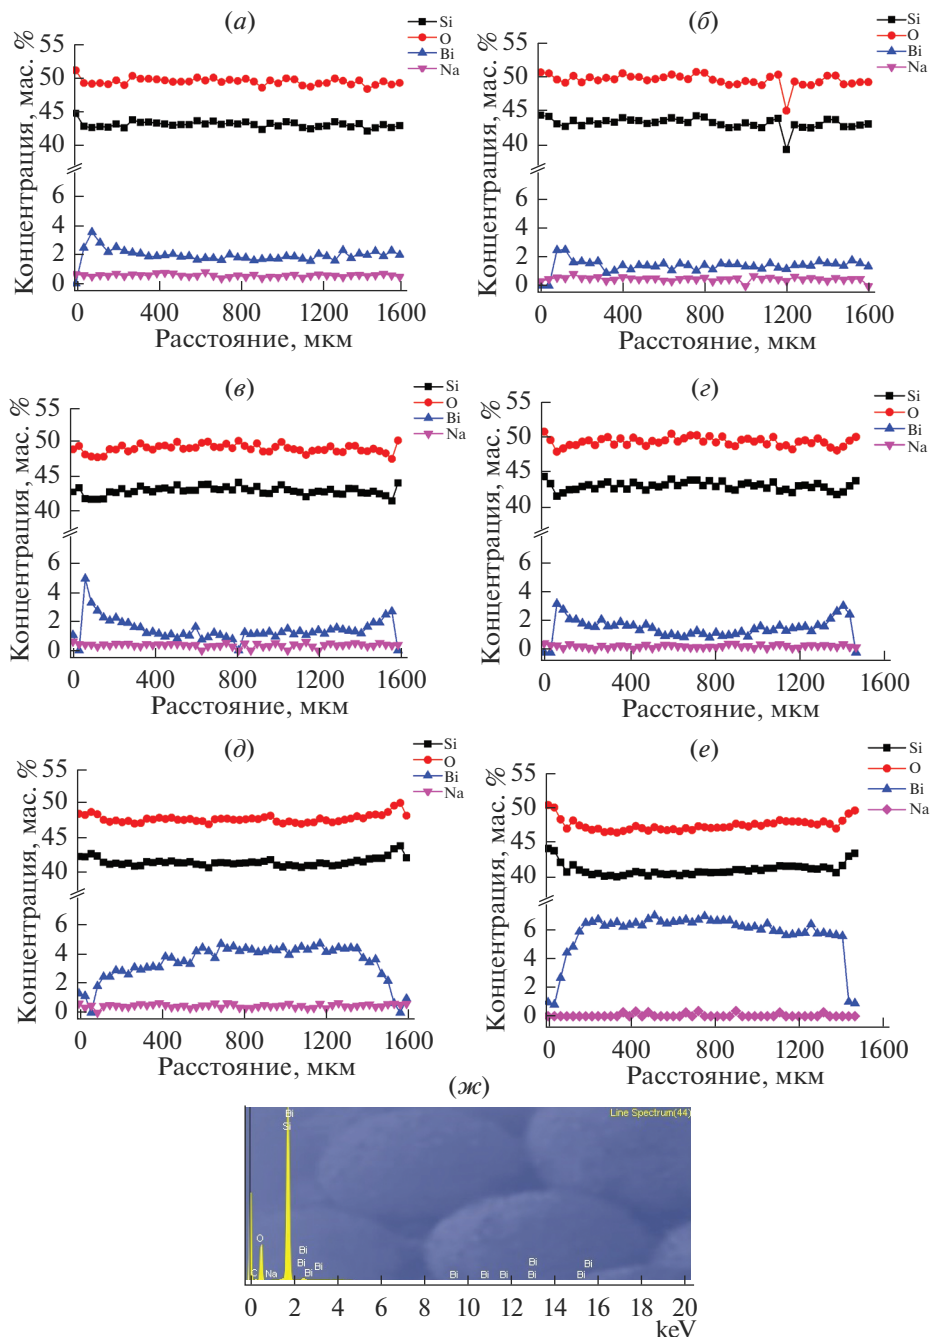 (а)
Si
O
Bi
Na
Концентрация, мас. %
55
50
45
40
6
4
2
0
0 400 800 1200 1600
Расстояние, мкм
(б)
Si
O
Bi
Na
Концентрация, мас. %
55
50
45
40
6
4
2
0
0 400 800 1200 1600
Расстояние, мкм
(в)
Si
O
Bi
Na
Концентрация, мас. %
55
50
45
40
6
4
2
0
0 400 800 1200 1600
Расстояние, мкм
(г)
Si
O
Bi
Na
Концентрация, мас. %
55
50
45
40
6
4
2
0
0 400 800 1200 1600
Расстояние, мкм
(д)
Si
O
Bi
Na
Концентрация, мас. %
55
50
45
40
6
4
2
0
0 400 800 1200 1600
Расстояние, мкм
(е)
Si
O
Bi
Na
Концентрация, мас. %
55
50
45
40
6
4
2
0
0 400 800 1200 1600
Расстояние, мкм
(ж)
Line Spectrum(44)
Bi
Si
O
Bi
Bi
Bi
Bi
C
Na
Bi
Bi
Bi
Bi
Bi
Bi
Bi
0 2 4 6 8 10 12 14 16 18 20
keV